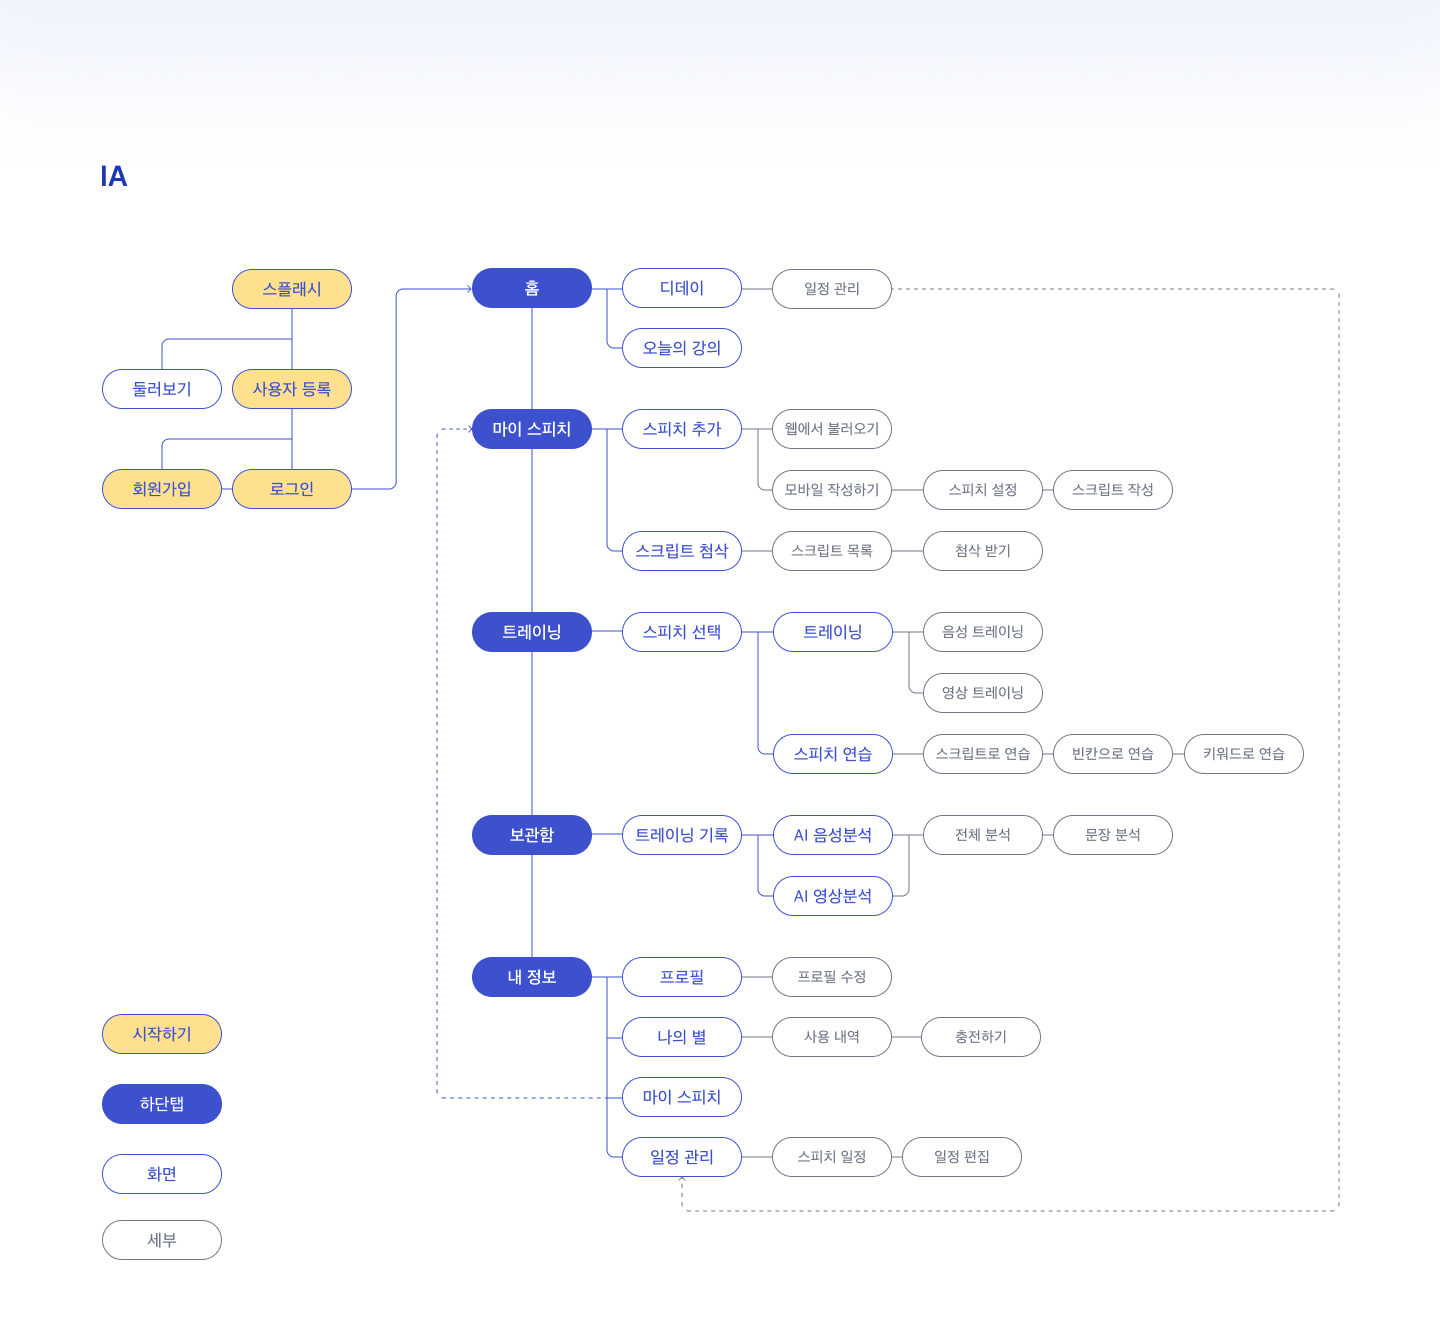 IA
스플래시
둘러보기
사용자 등록
회원가입
로그인
홈
디데이
일정 관리
오늘의 강의
마이 스피치
스피치 추가
웹에서 불러오기
모바일 작성하기
스피치 설정
스크립트 작성
스크립트 첨삭
스크립트 목록
첨삭 받기
트레이닝
스피치 선택
트레이닝
음성 트레이닝
영상 트레이닝
스피치 연습
스크립트로 연습
빈칸으로 연습
키워드로 연습
보관함
트레이닝 기록
AI 음성분석
전체 분석
문장 분석
AI 영상분석
내 정보
프로필
프로필 수정
나의 별
사용 내역
충전하기
마이 스피치
일정 관리
스피치 일정
일정 편집
시작하기
하단탭
화면
세부